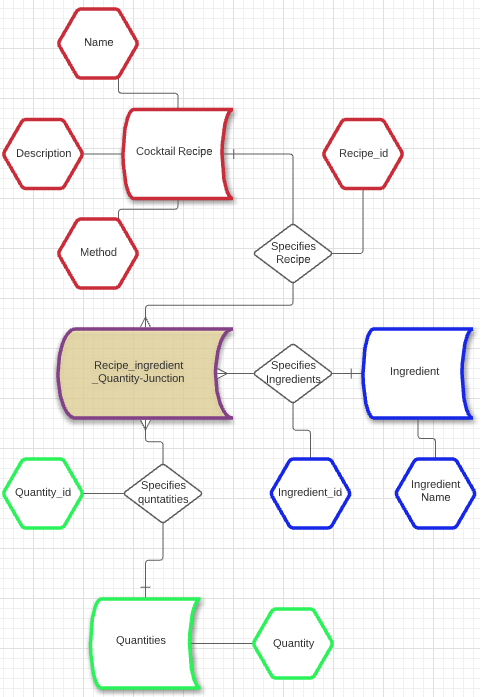 Name
Description
Cocktail Recipe
Recipe_id
Method
Specifies
Recipe
Recipe_ingredient
_Quantity-Junction
Specifies
Ingredients
Ingredient
Quantity_id
Specifies
quntatities
Ingredient_id
Ingredient
Name
Quantities
Quantity